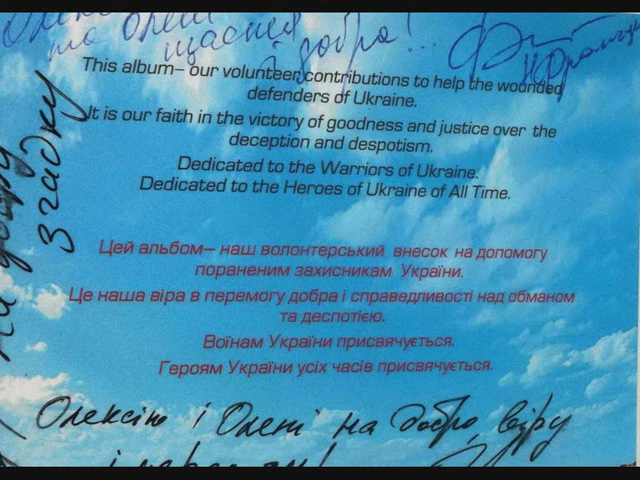 та Олені
щастя
і добра!...
This album– our volunteer contributions to help the wounded
defenders of Ukraine.
It is our faith in the victory of goodness and justice over the
deception and despotism.
Dedicated to the Warriors of Ukraine.
Dedicated to the Heroes of Ukraine of All Time.
На добру
згадку
Цей альбом– наш волонтерський внесок на допомогу
пораненим захисникам України.
Це наша віра в перемогу добра і справедливості над обманом
та деспотією.
Воїнам України присвячується.
Героям України усіх часів присвячується.
Олексію і Олені на добро, віру
і